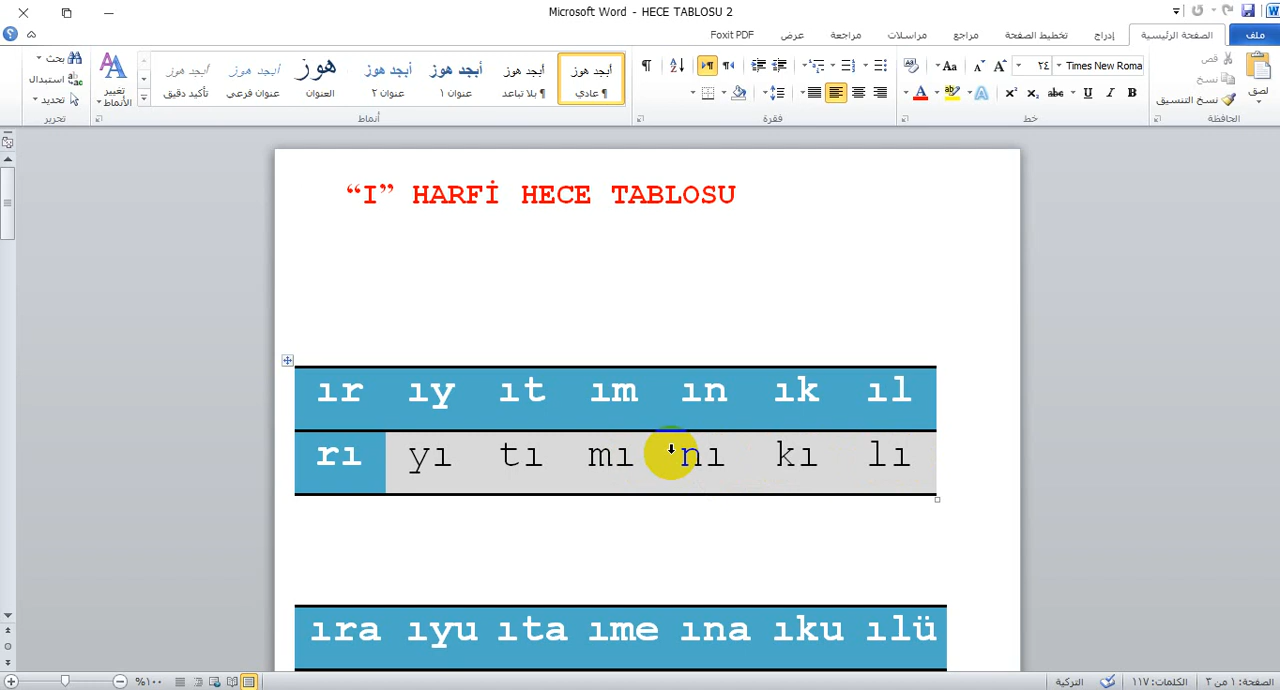 Microsoft Word - HECE TABLOSU 2
ملف
الصفحة الرئيسية
إدراج
تخطيط الصفحة
مراجع
مراسلات
مراجعة
عرض
Foxit PDF
لصق
قص
نسخ
نسخ التنسيق
الحافظة
Times New Roma
٢٤
خط
فقرة
أبجد هوز
عادي
أبجد هوز
بلا تباعد
أبجد هوز
عنوان ١
أبجد هوز
عنوان ٢
هوز
العنوان
أبجد هوز
عنوان فرعي
أبجد هوز
تأكيد دقيق
أنماط
تغيير الأنماط
بحث
استبدال
تحديد
تحرير
“I” HARFİ HECE TABLOSU
ır ıy ıt ım ın ık ıl
rı yı tı mı nı kı lı
ıra ıyu ıta ıme ına ıku ılü
الصفحة: ١ من ٣
الكلمات: ١١٧
التركية
%١٠٠